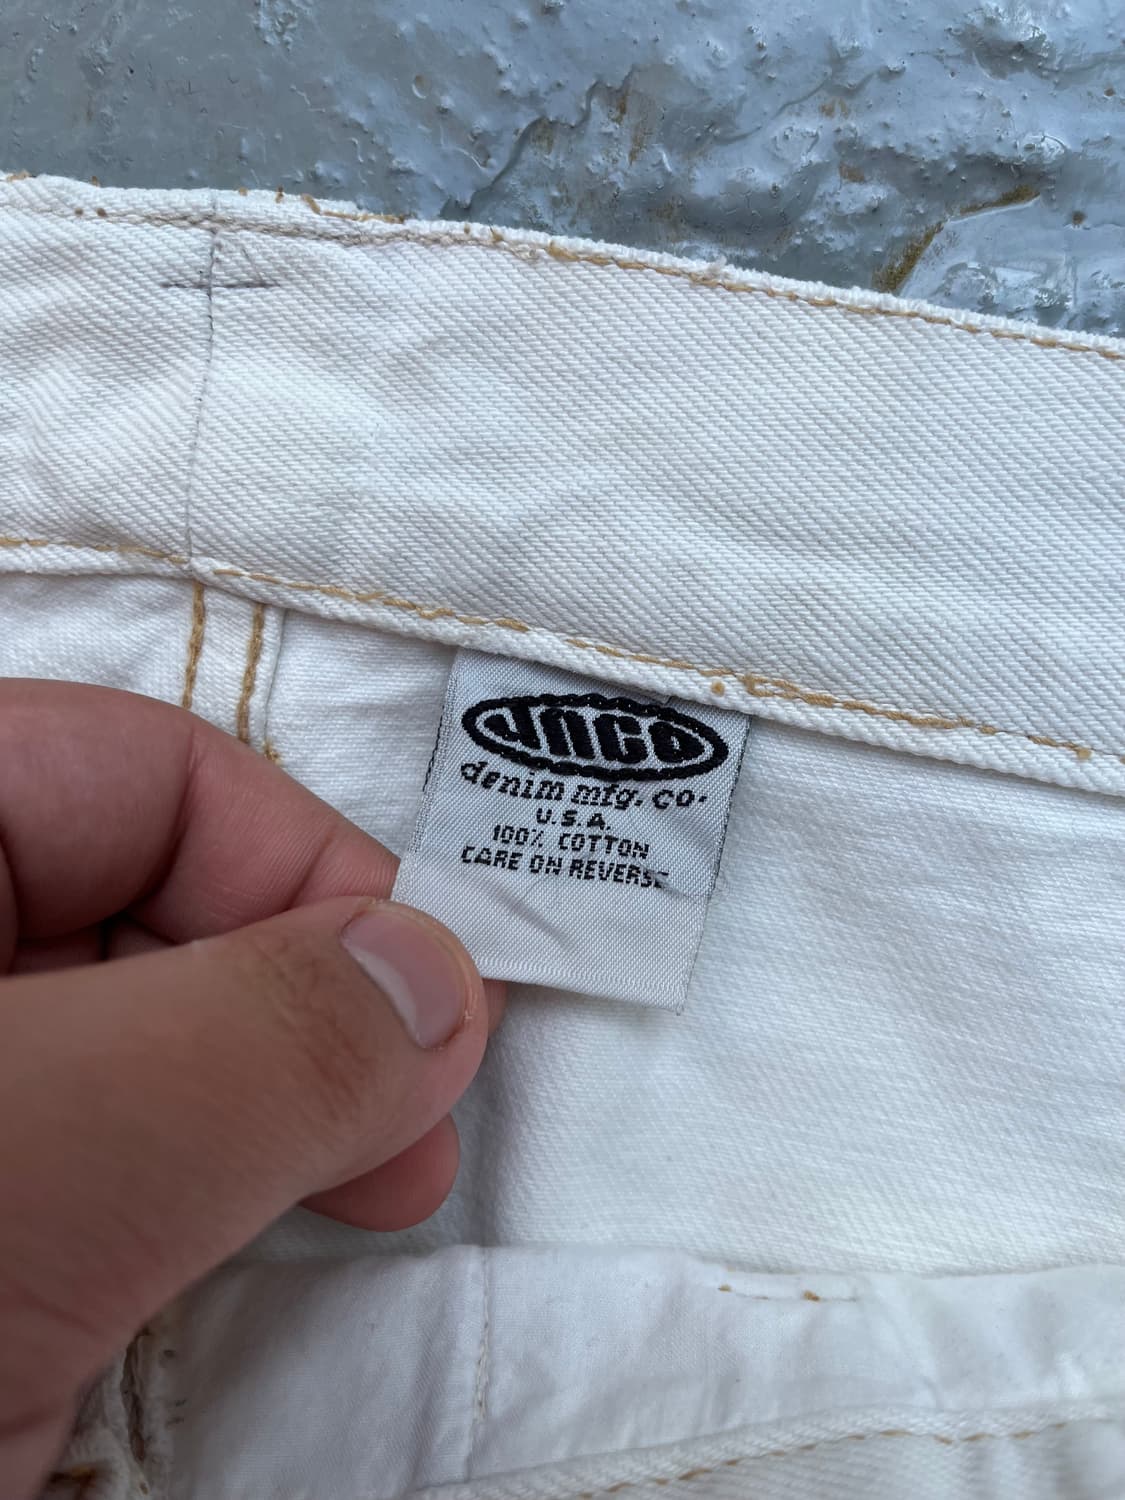 JNCO
denim mfg. co.
U.S.A.
100% COTTON
CARE ON REVERSE